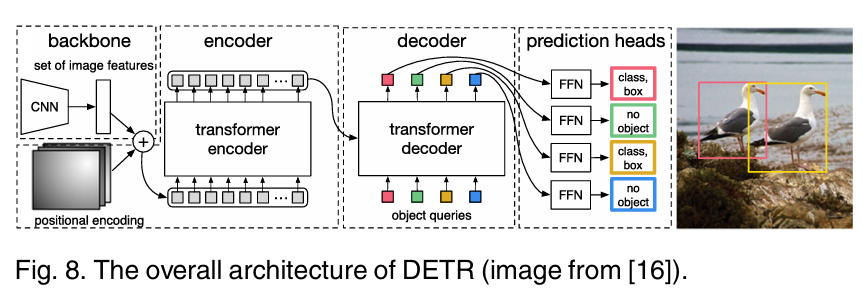 backbone
encoder
decoder
prediction heads
set of image features
CNN
+
positional encoding
transformer
encoder
...
...
transformer
decoder
object queries
FFN
class,
box
FFN
no
object
FFN
class,
box
FFN
no
object
Fig. 8. The overall architecture of DETR (image from [16]).